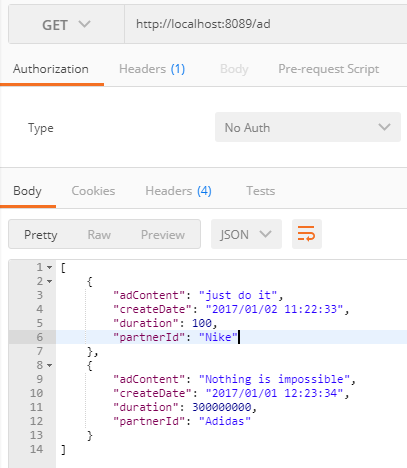 GET http://localhost:8089/ad
Authorization Headers (1) Body Pre-request Script
Type No Auth
Body Cookies Headers (4) Tests
Pretty Raw Preview JSON
1 [
2 {
3 "adContent": "just do it",
4 "createDate": "2017/01/02 11:22:33",
5 "duration": 100,
6 "partnerId": "Nike"
7 },
8 {
9 "adContent": "Nothing is impossible",
10 "createDate": "2017/01/01 12:23:34",
11 "duration": 300000000,
12 "partnerId": "Adidas"
13 }
14 ]